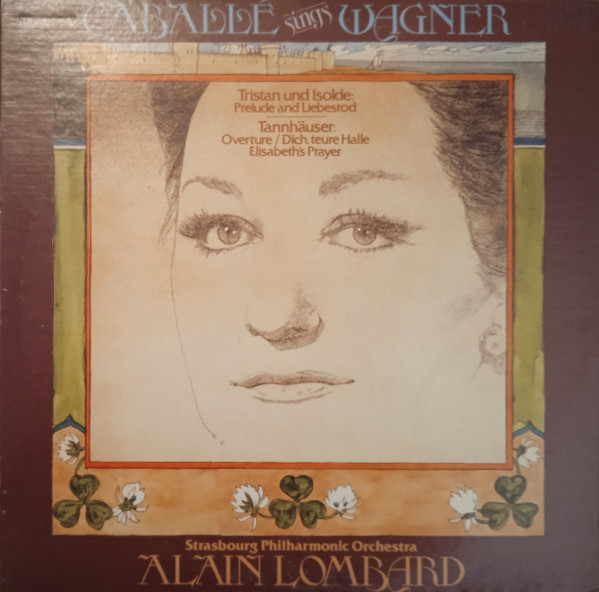 CABALLÉ sings WAGNER
Tristan und Isolde:
Prelude and Liebestod
Tannhäuser:
Overture / Dich, teure Halle
Elisabeth's Prayer
Strasbourg Philharmonic Orchestra
ALAIN LOMBARD